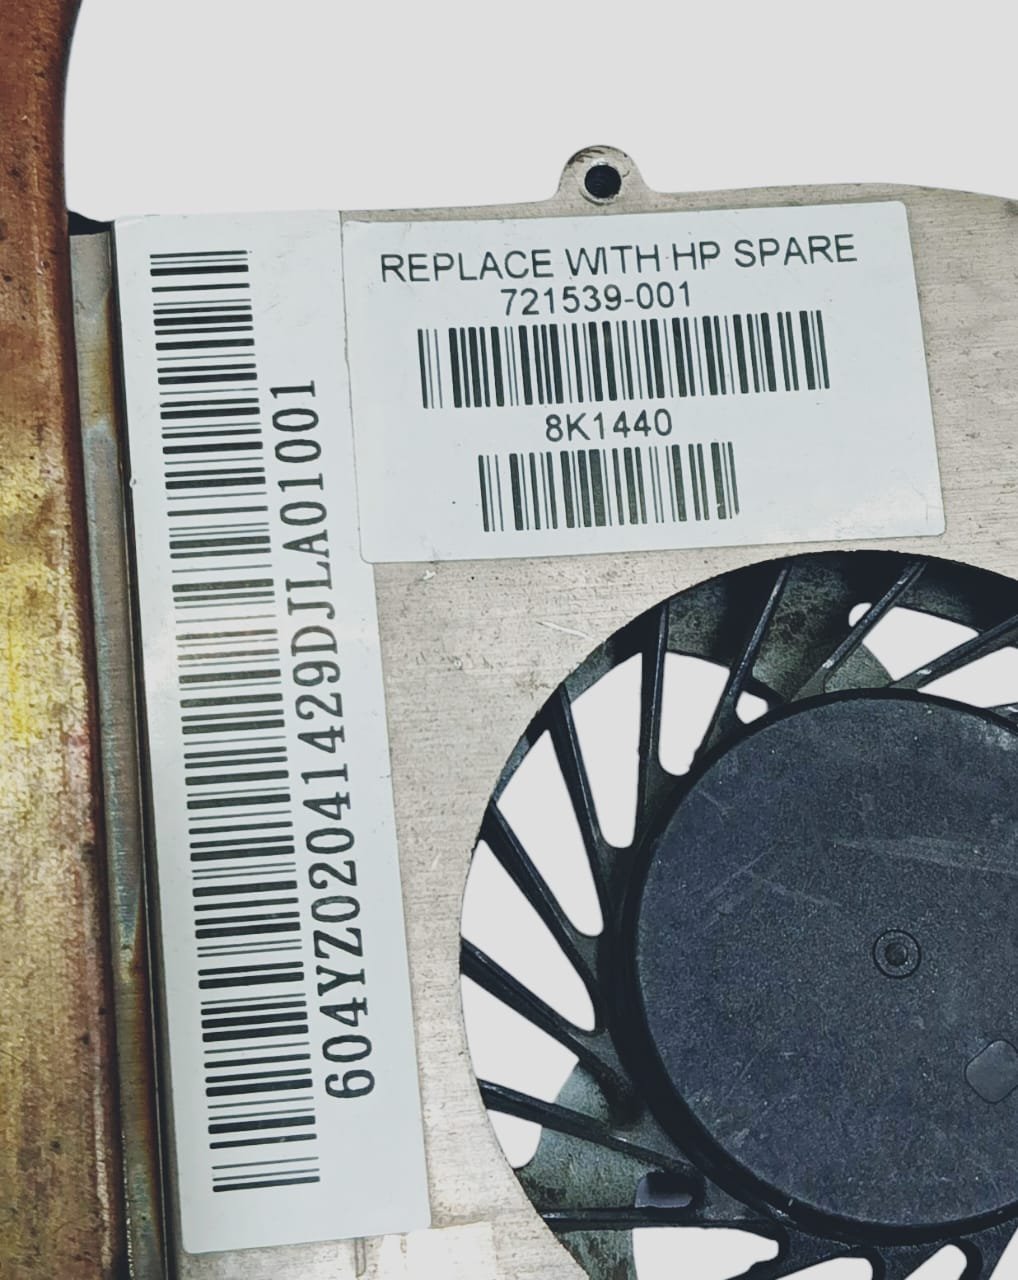 REPLACE WITH HP SPARE
721539-001
8K1440
604YZ02041429DJLA01001